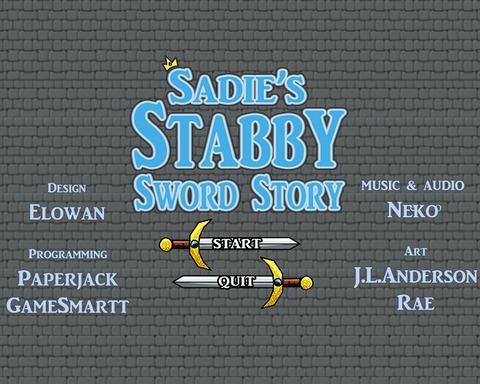 SADIE'S
STABBY
SWORD STORY
DESIGN
ELOWAN
PROGRAMMING
PAPERJACK
GAMESMARTT
MUSIC & AUDIO
NEKO
ART
J.L.ANDERSON
RAE
START
QUIT